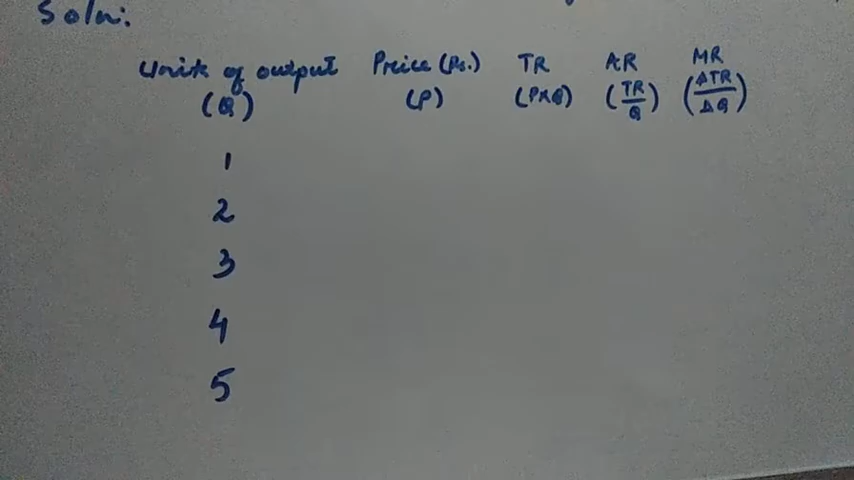 Soln:
Unit of output Price (Rs.) TR AR MR
(Q) (P) (PXQ) (TR/Q) (ΔTR/ΔQ)
1
2
3
4
5